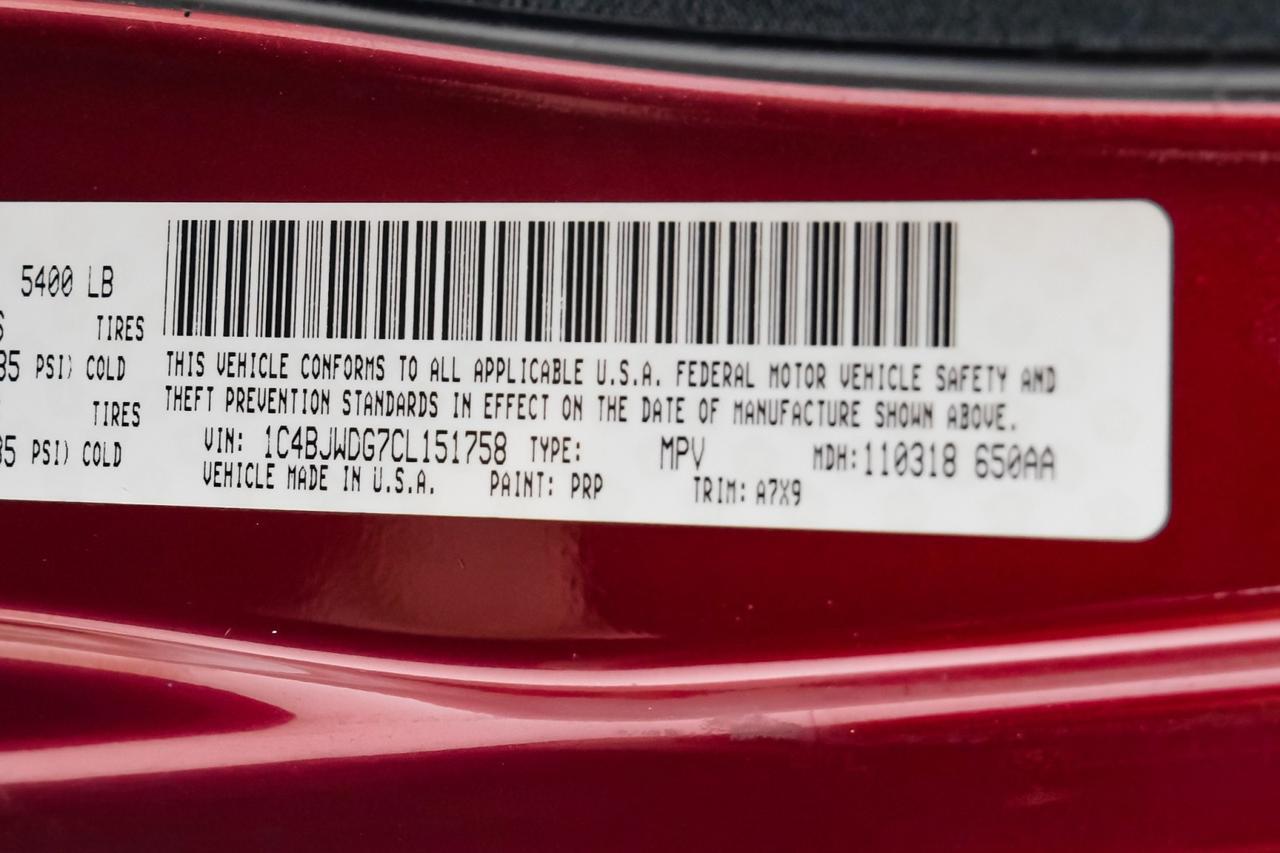 5400 LB
TIRES
35 PSI) COLD
TIRES
35 PSI) COLD
THIS VEHICLE CONFORMS TO ALL APPLICABLE U.S.A. FEDERAL MOTOR VEHICLE SAFETY AND
THEFT PREVENTION STANDARDS IN EFFECT ON THE DATE OF MANUFACTURE SHOWN ABOVE.
VIN: 1C4BJWDG7CL151758 TYPE: MPV MDH: 110318 650AA
VEHICLE MADE IN U.S.A. PAINT: PRP TRIM: A7X9